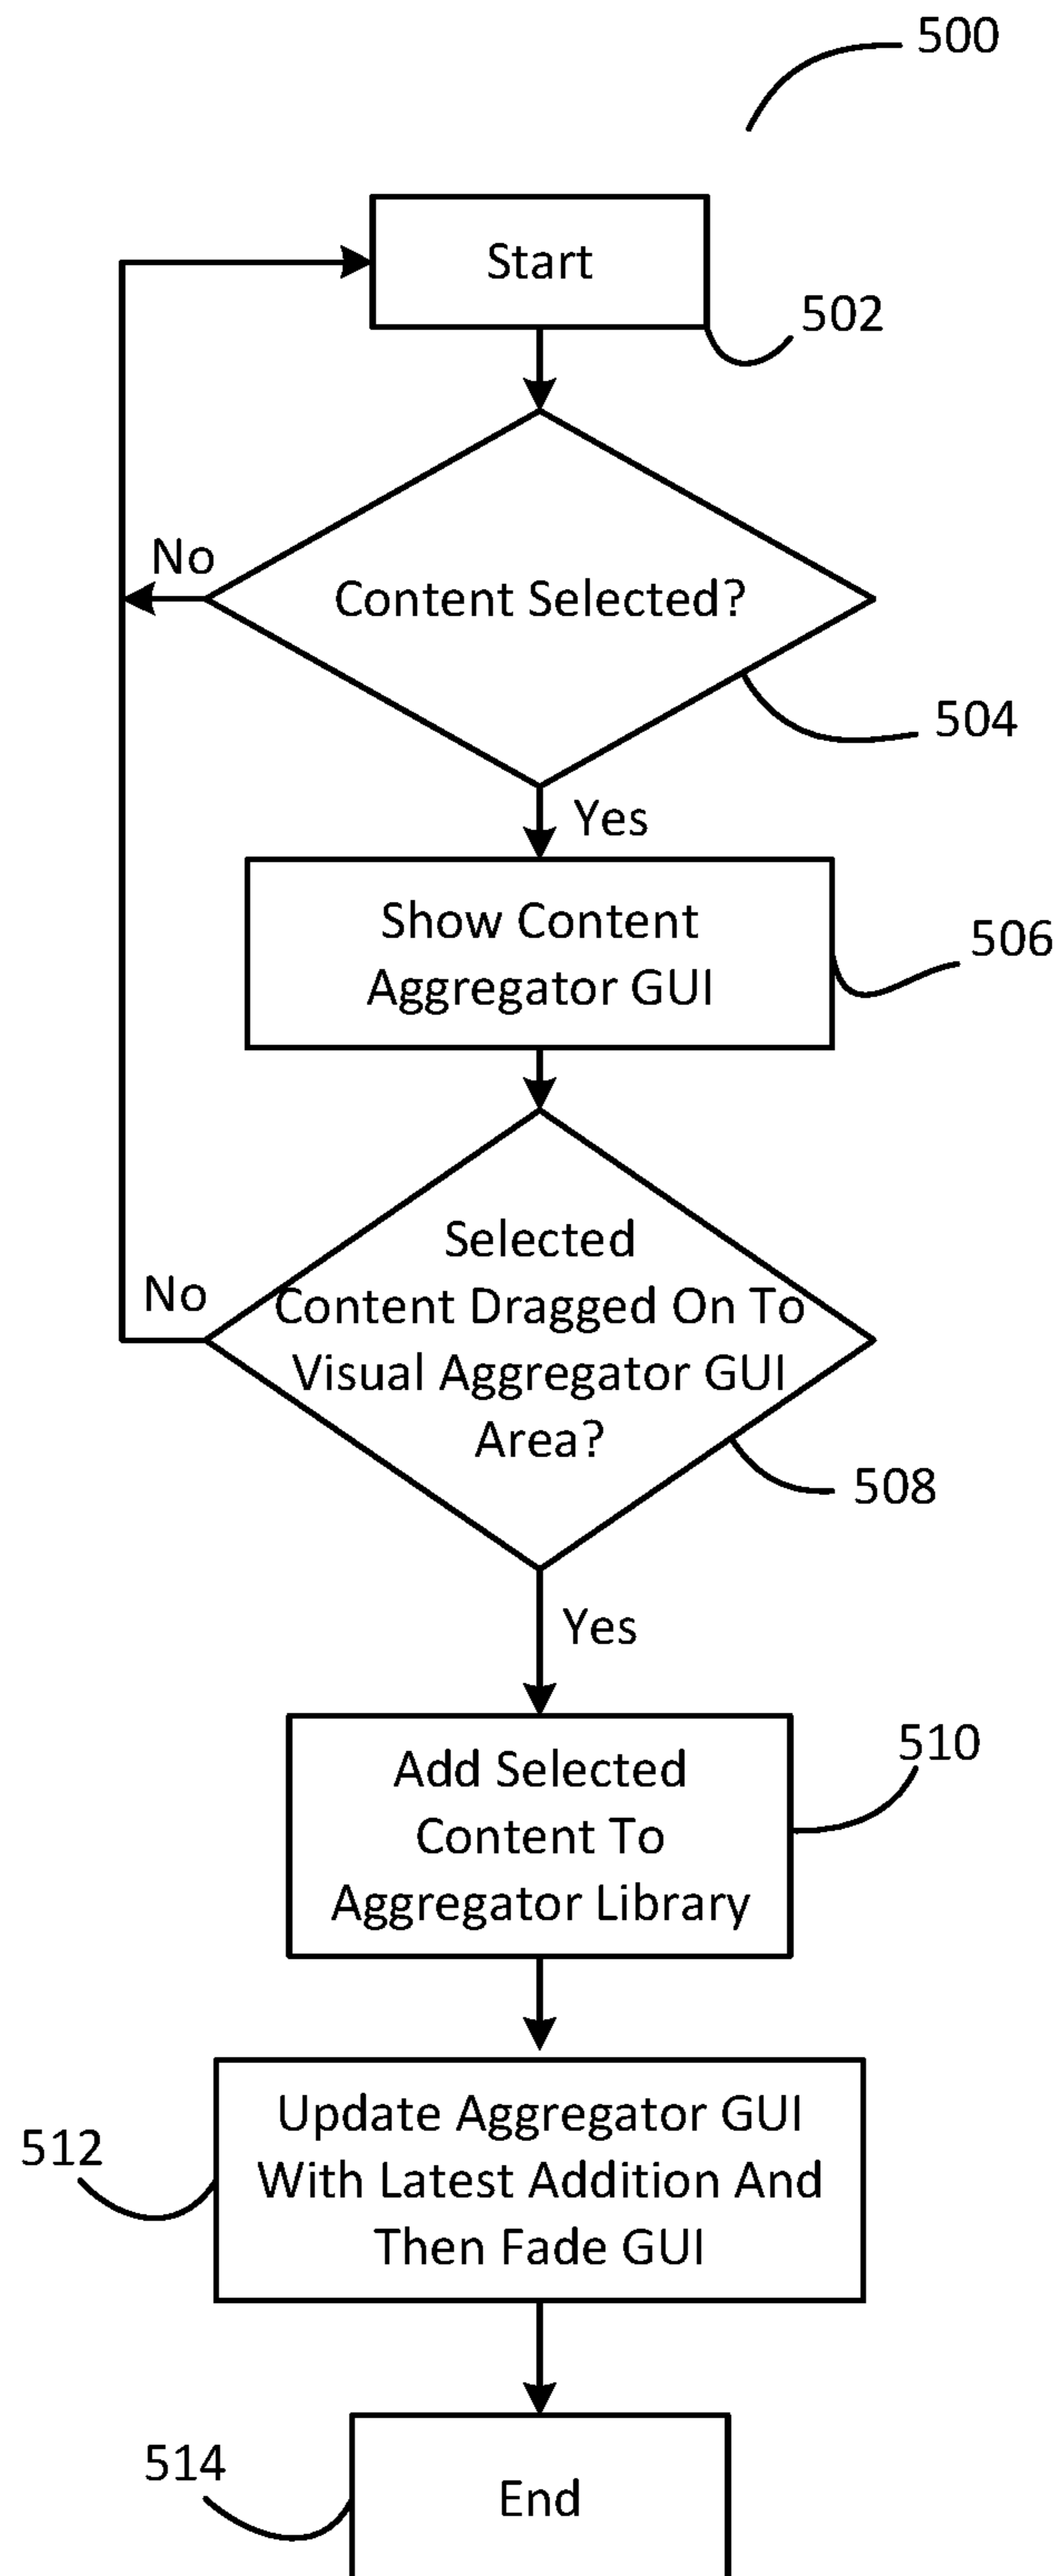 500
Start
502
No
Content Selected?
504
Yes
Show Content
Aggregator GUI
506
Selected
No
Content Dragged On To
Visual Aggregator GUI
Area?
508
Yes
Add Selected
Content To
Aggregator Library
510
Update Aggregator GUI
With Latest Addition And
Then Fade GUI
512
514
End